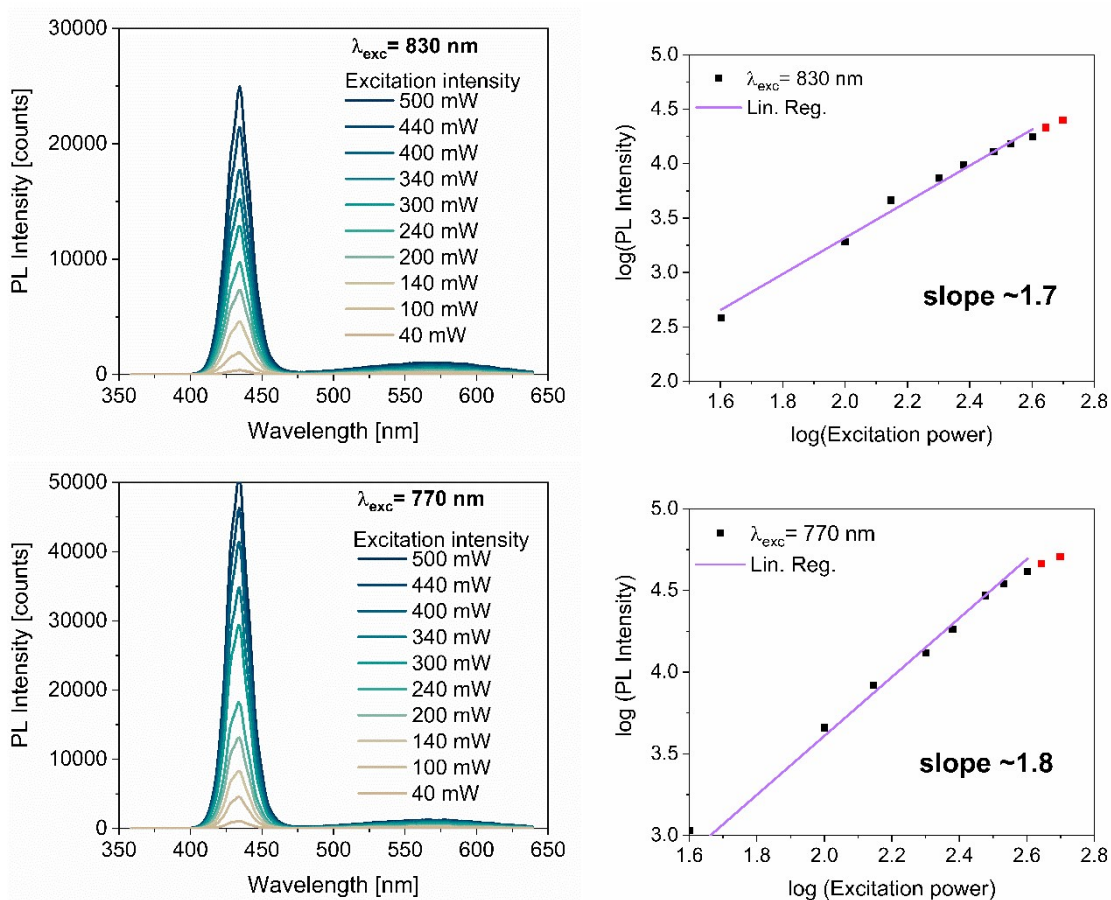 30000
20000
10000
0
PL Intensity [counts]
λexc= 830 nm
Excitation intensity
500 mW
440 mW
400 mW
340 mW
300 mW
240 mW
200 mW
140 mW
100 mW
40 mW
350 400 450 500 550 600 650
Wavelength [nm]
5.0
4.5
4.0
3.5
3.0
2.5
2.0
log(PL Intensity)
λexc= 830 nm
Lin. Reg.
slope ~1.7
1.6 1.8 2.0 2.2 2.4 2.6 2.8
log(Excitation power)
50000
40000
30000
20000
10000
0
PL Intensity [counts]
λexc= 770 nm
Excitation intensity
500 mW
440 mW
400 mW
340 mW
300 mW
240 mW
200 mW
140 mW
100 mW
40 mW
350 400 450 500 550 600 650
Wavelength [nm]
5.0
4.5
4.0
3.5
3.0
log (PL Intensity)
λexc= 770 nm
Lin. Reg.
slope ~1.8
1.6 1.8 2.0 2.2 2.4 2.6 2.8
log (Excitation power)